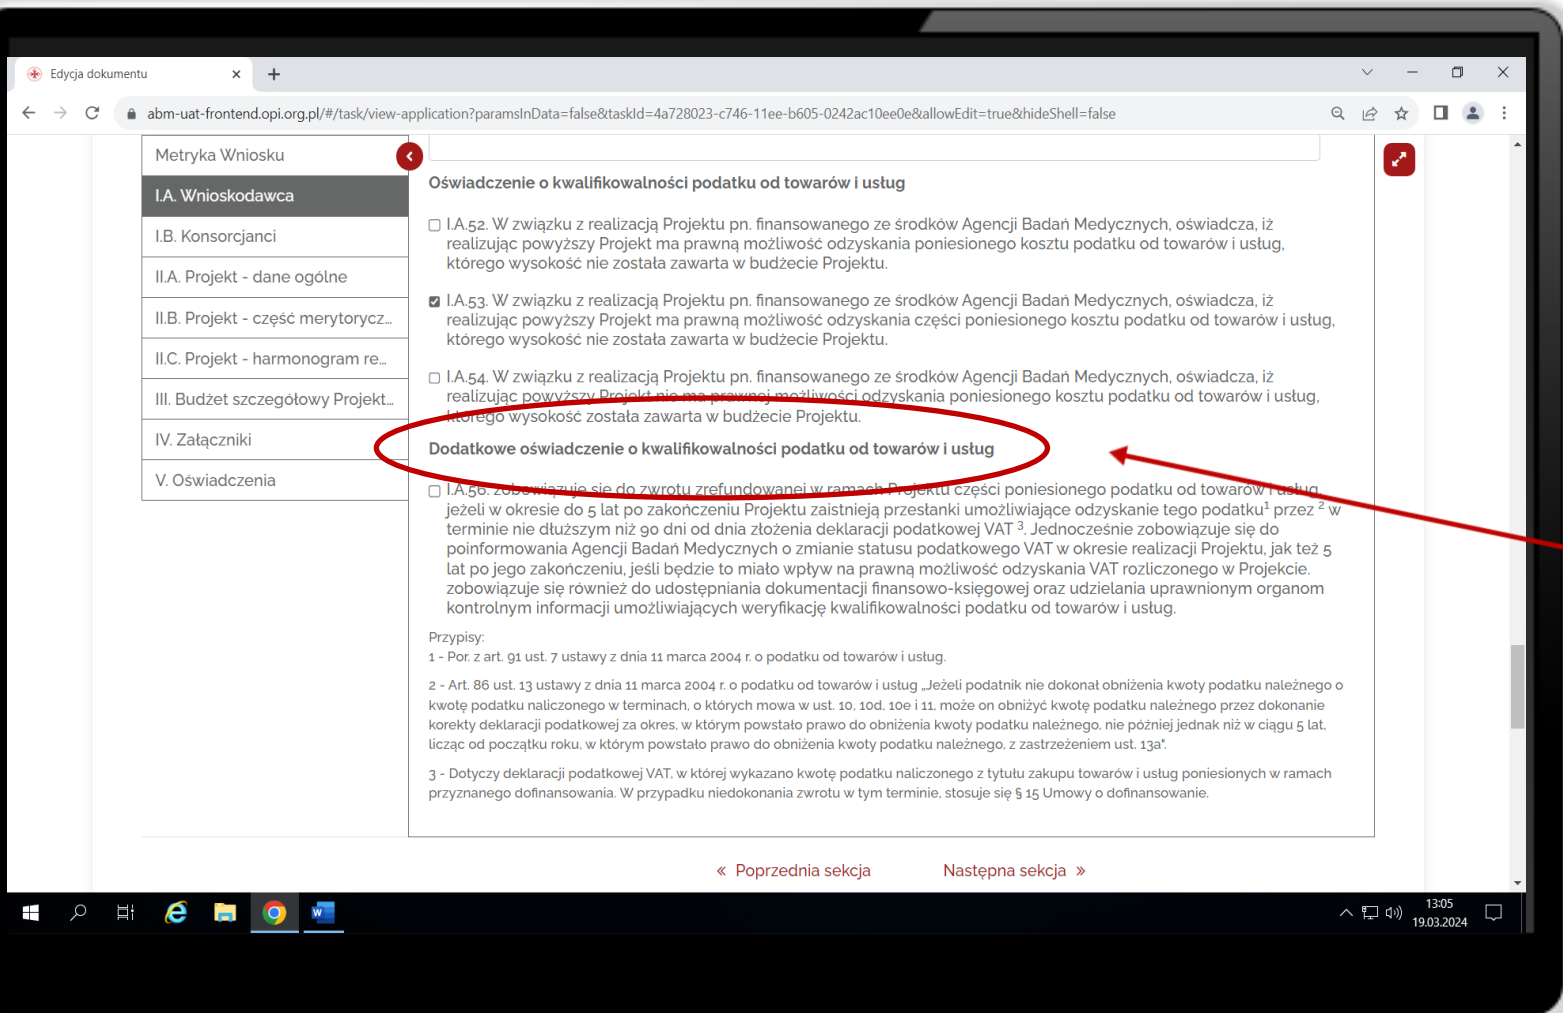 Edycja dokumentu
abm-uat-frontend.opi.org.pl/#/task/view-application?paramsInData=false&taskId=4a728023-c746-11ee-b605-0242ac10ee0e&allowEdit=true&hideShell=false
Metryka Wniosku
I.A. Wnioskodawca
I.B. Konsorcjanci
II.A. Projekt - dane ogólne
II.B. Projekt - część merytorycz...
II.C. Projekt - harmonogram re...
III. Budżet szczegółowy Projekt...
IV. Załączniki
V. Oświadczenia
Oświadczenie o kwalifikowalności podatku od towarów i usług
I.A.52. W związku z realizacją Projektu pn. finansowanego ze środków Agencji Badań Medycznych, oświadcza, iż
realizując powyższy Projekt ma prawną możliwość odzyskania poniesionego kosztu podatku od towarów i usług,
którego wysokość nie została zawarta w budżecie Projektu.
I.A.53. W związku z realizacją Projektu pn. finansowanego ze środków Agencji Badań Medycznych, oświadcza, iż
realizując powyższy Projekt ma prawną możliwość odzyskania części poniesionego kosztu podatku od towarów i usług,
którego wysokość nie została zawarta w budżecie Projektu.
I.A.54. W związku z realizacją Projektu pn. finansowanego ze środków Agencji Badań Medycznych, oświadcza, iż
realizując powyższy Projekt nie ma prawnej możliwości odzyskania poniesionego kosztu podatku od towarów i usług,
którego wysokość została zawarta w budżecie Projektu.
Dodatkowe oświadczenie o kwalifikowalności podatku od towarów i usług
I.A.56. zobowiązuje się do zwrotu zrefundowanej w ramach Projektu części poniesionego podatku od towarów i usług,
jeżeli w okresie do 5 lat po zakończeniu Projektu zaistnieją przesłanki umożliwiające odzyskanie tego podatku¹ przez ² w
terminie nie dłuższym niż 90 dni od dnia złożenia deklaracji podatkowej VAT ³. Jednocześnie zobowiązuje się do
poinformowania Agencji Badań Medycznych o zmianie statusu podatkowego VAT w okresie realizacji Projektu, jak też 5
lat po jego zakończeniu, jeśli będzie to miało wpływ na prawną możliwość odzyskania VAT rozliczonego w Projekcie.
zobowiązuje się również do udostępniania dokumentacji finansowo-księgowej oraz udzielania uprawnionym organom
kontrolnym informacji umożliwiających weryfikację kwalifikowalności podatku od towarów i usług.
Przypisy:
1 - Por. z art. 91 ust. 7 ustawy z dnia 11 marca 2004 r. o podatku od towarów i usług.
2 - Art. 86 ust. 13 ustawy z dnia 11 marca 2004 r. o podatku od towarów i usług „Jeżeli podatnik nie dokonał obniżenia kwoty podatku należnego o
kwotę podatku naliczonego w terminach, o których mowa w ust. 10, 10d, 10e i 11, może on obniżyć kwotę podatku należnego przez dokonanie
korekty deklaracji podatkowej za okres, w którym powstało prawo do obniżenia kwoty podatku należnego, nie później jednak niż w ciągu 5 lat,
licząc od początku roku, w którym powstało prawo do obniżenia kwoty podatku należnego, z zastrzeżeniem ust. 13a".
3 - Dotyczy deklaracji podatkowej VAT, w której wykazano kwotę podatku naliczonego z tytułu zakupu towarów i usług poniesionych w ramach
przyznanego dofinansowania. W przypadku niedokonania zwrotu w tym terminie, stosuje się § 15 Umowy o dofinansowanie.
« Poprzednia sekcja
Następna sekcja »
13:05
19.03.2024